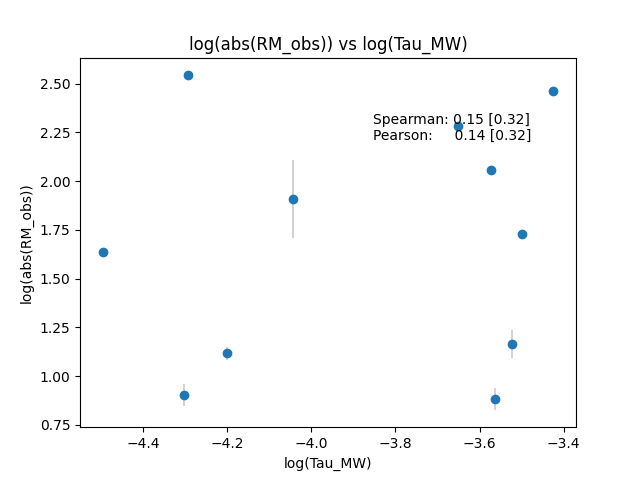 log(abs(RM_obs)) vs log(Tau_MW)
2.50
2.25
2.00
1.75
1.50
1.25
1.00
0.75
log(abs(RM_obs))
Spearman: 0.15 [0.32]
Pearson: 0.14 [0.32]
−4.4 −4.2 −4.0 −3.8 −3.6 −3.4
log(Tau_MW)